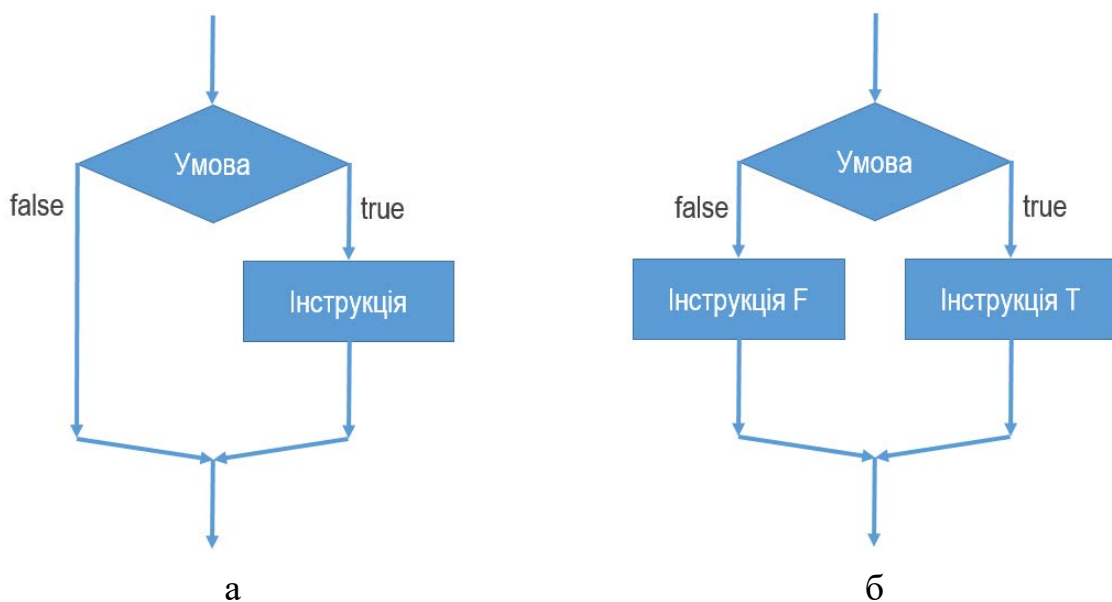 Умова
false
true
Інструкція
а
Умова
false
true
Інструкція F
Інструкція T
б